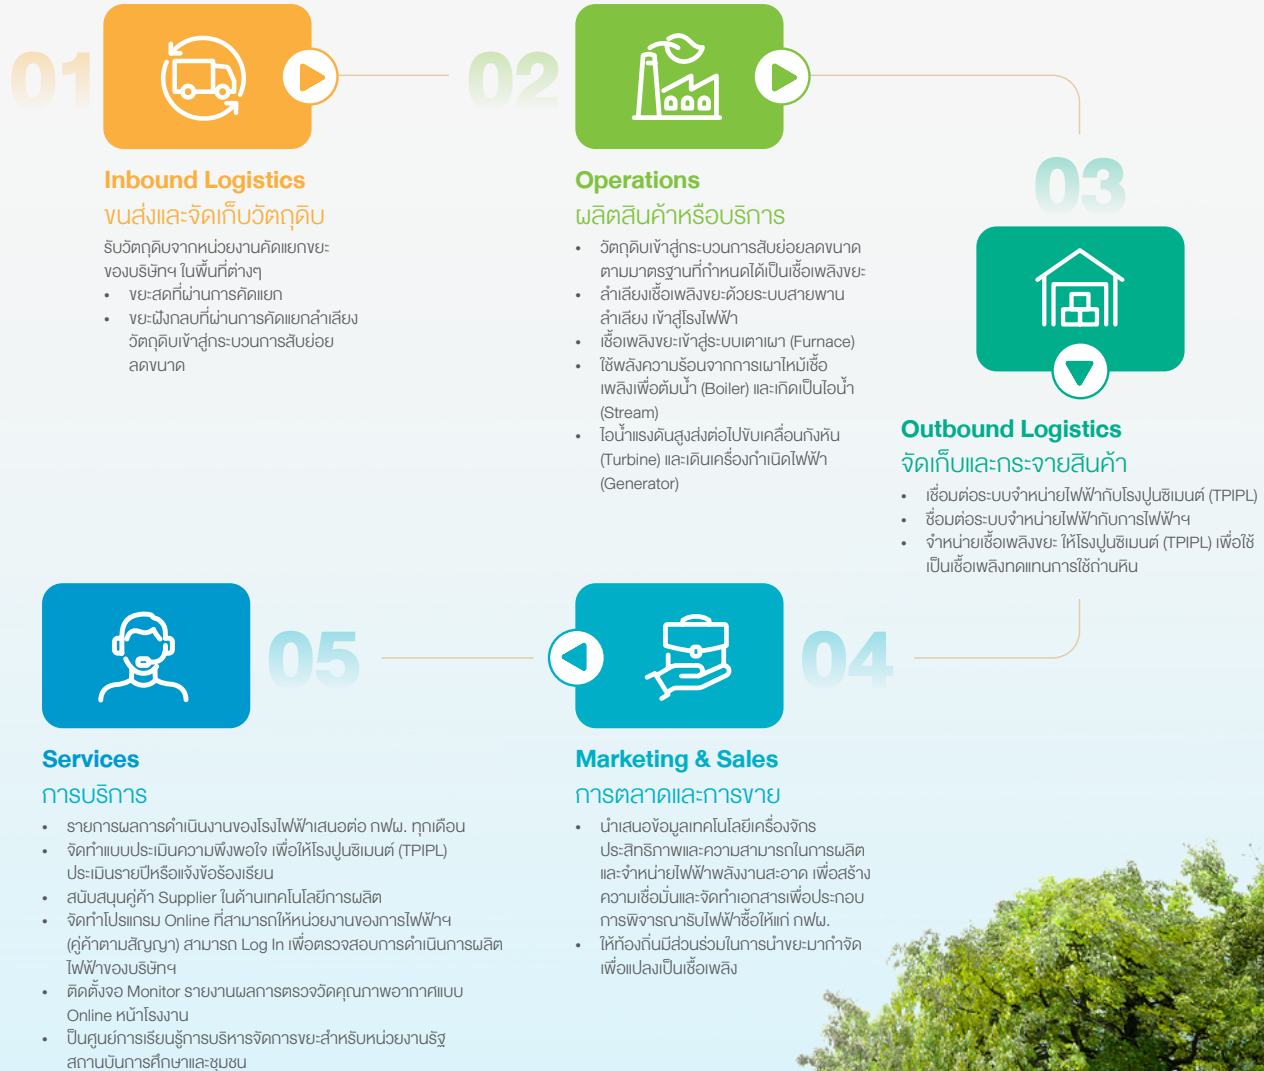 01
Inbound Logistics
ขนส่งและจัดเก็บวัตถุดิบ
รับวัตถุดิบจากหน่วยงานคัดแยกขยะ
ของบริษัทฯ ในพื้นที่ต่างๆ
• ขยะสดที่ผ่านการคัดแยก
• ขยะฝังกลบที่ผ่านการคัดแยกลำเลียง
วัตถุดิบเข้าสู่กระบวนการสับย่อย
ลดขนาด
02
Operations
ผลิตสินค้าหรือบริการ
• วัตถุดิบเข้าสู่กระบวนการสับย่อยลดขนาด
ตามมาตรฐานที่กำหนดได้เป็นเชื้อเพลิงขยะ
• ลำเลียงเชื้อเพลิงขยะด้วยระบบสายพาน
ลำเลียง เข้าสู่โรงไฟฟ้า
• เชื้อเพลิงขยะเข้าสู่ระบบเตาเผา (Furnace)
• ใช้พลังความร้อนจากการเผาไหม้เชื้อ
เพลิงเพื่อต้มน้ำ (Boiler) และเกิดเป็นไอน้ำ
(Stream)
• ไอน้ำแรงดันสูงส่งต่อไปขับเคลื่อนกังหัน
(Turbine) และเดินเครื่องกำเนิดไฟฟ้า
(Generator)
03
Outbound Logistics
จัดเก็บและกระจายสินค้า
• เชื่อมต่อระบบจำหน่ายไฟฟ้ากับโรงปูนซิเมนต์ (TPIPL)
• ชื่อมต่อระบบจำหน่ายไฟฟ้ากับการไฟฟ้าฯ
• จำหน่ายเชื้อเพลิงขยะ ให้โรงปูนซิเมนต์ (TPIPL) เพื่อใช้
เป็นเชื้อเพลิงทดแทนการใช้ถ่านหิน
04
Marketing & Sales
การตลาดและการขาย
• นำเสนอข้อมูลเทคโนโลยีเครื่องจักร
ประสิทธิภาพและความสามารถในการผลิต
และจำหน่ายไฟฟ้าพลังงานสะอาด เพื่อสร้าง
ความเชื่อมั่นและจัดทำเอกสารเพื่อประกอบ
การพิจารณารับไฟฟ้าซื้อให้แก่ กฟผ.
• ให้ท้องถิ่นมีส่วนร่วมในการนำขยะมากำจัด
เพื่อแปลงเป็นเชื้อเพลิง
05
Services
การบริการ
• รายการผลการดำเนินงานของโรงไฟฟ้าเสนอต่อ กฟผ. ทุกเดือน
• จัดทำแบบประเมินความพึงพอใจ เพื่อให้โรงปูนซิเมนต์ (TPIPL)
ประเมินรายปีหรือแจ้งข้อร้องเรียน
• สนับสนุนคู่ค้า Supplier ในด้านเทคโนโลยีการผลิต
• จัดทำโปรแกรม Online ที่สามารถให้หน่วยงานของการไฟฟ้าฯ
(คู่ค้าตามสัญญา) สามารถ Log In เพื่อตรวจสอบการดำเนินการผลิต
ไฟฟ้าของบริษัทฯ
• ติดตั้งจอ Monitor รายงานผลการตรวจวัดคุณภาพอากาศแบบ
Online หน้าโรงงาน
• ป็นศูนย์การเรียนรู้การบริหารจัดการขยะสำหรับหน่วยงานรัฐ
สถานบันการศึกษาและชุมชน